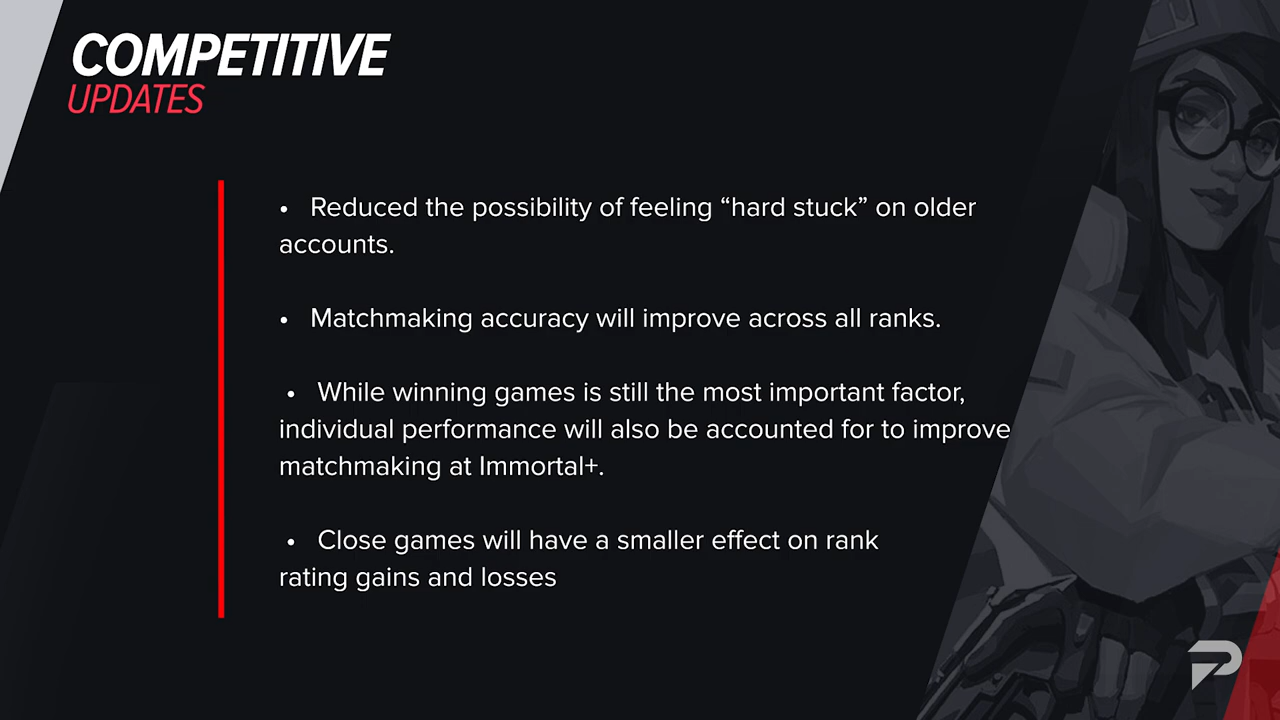 COMPETITIVE
UPDATES
• Reduced the possibility of feeling “hard stuck” on older
accounts.
• Matchmaking accuracy will improve across all ranks.
• While winning games is still the most important factor,
individual performance will also be accounted for to improve
matchmaking at Immortal+.
• Close games will have a smaller effect on rank
rating gains and losses